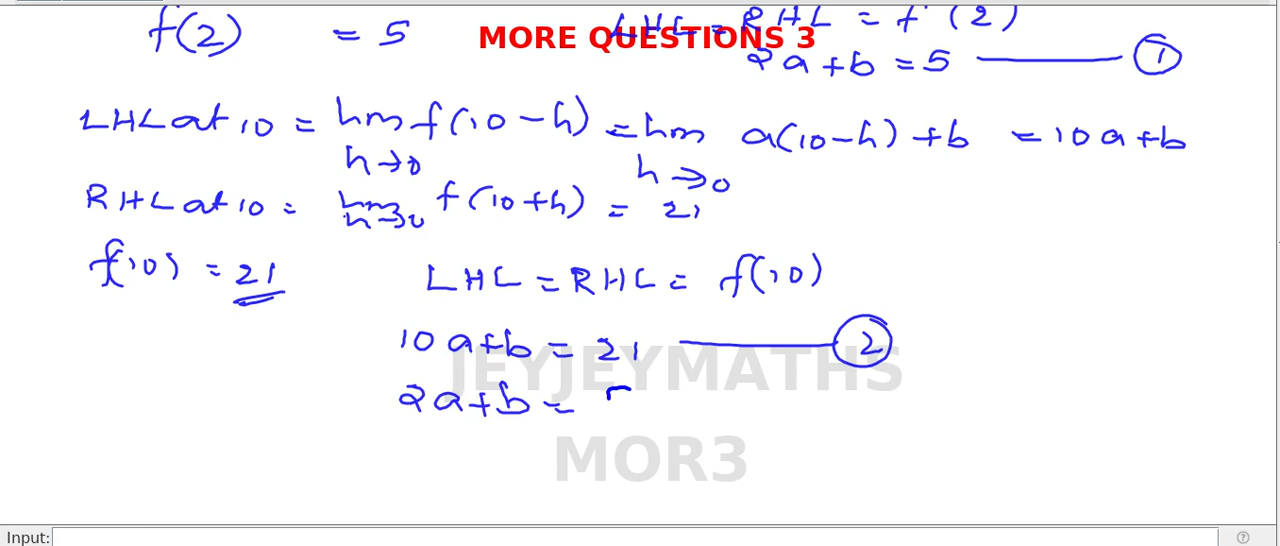 f(2) = 5 LHL = RHL = f(2)
MORE QUESTIONS 3
2a+b = 5 ——— ①
LHL at 10 = lim f(10-h) = lim a(10-h)+b = 10a+b
h→0 h→0
RHL at 10 = lim f(10+h) = 21
h→0
f(10) = 21 LHL = RHL = f(10)
10a+b = 21 ——— ②
JEYJEYMATHS
2a+b =
MOR3
Input: